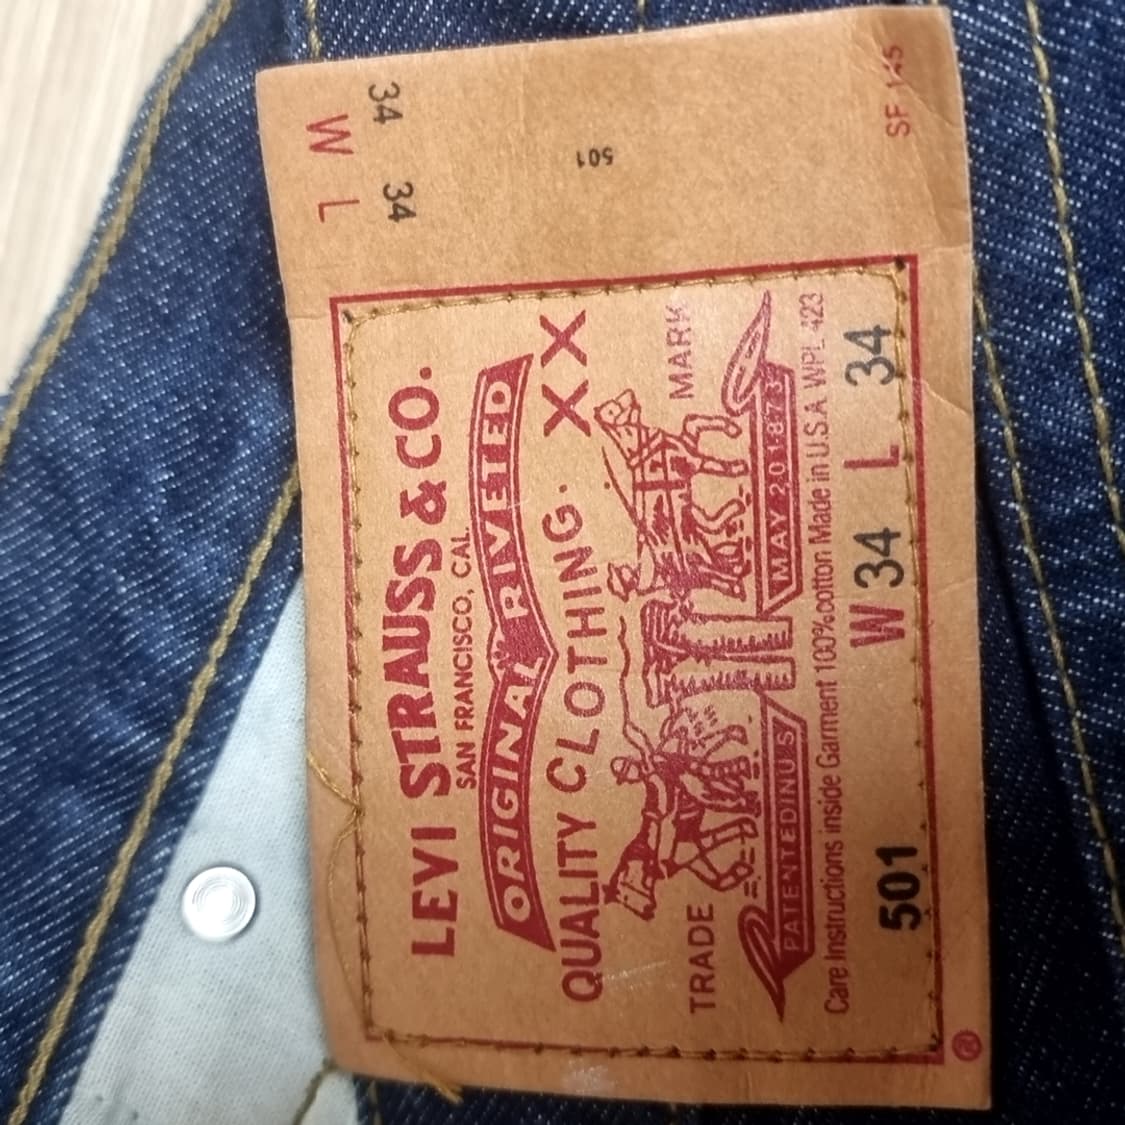 LEVI STRAUSS & CO.
SAN FRANCISCO, CAL.
ORIGINAL RIVETED
QUALITY CLOTHING. XX
TRADE MARK
PATENTED IN U S MAY 20 1873
Care Instructions inside Garment 100% cotton Made in U.S.A WPL 423
501 W 34 L 34
®
W L
34 34
501
SF 145